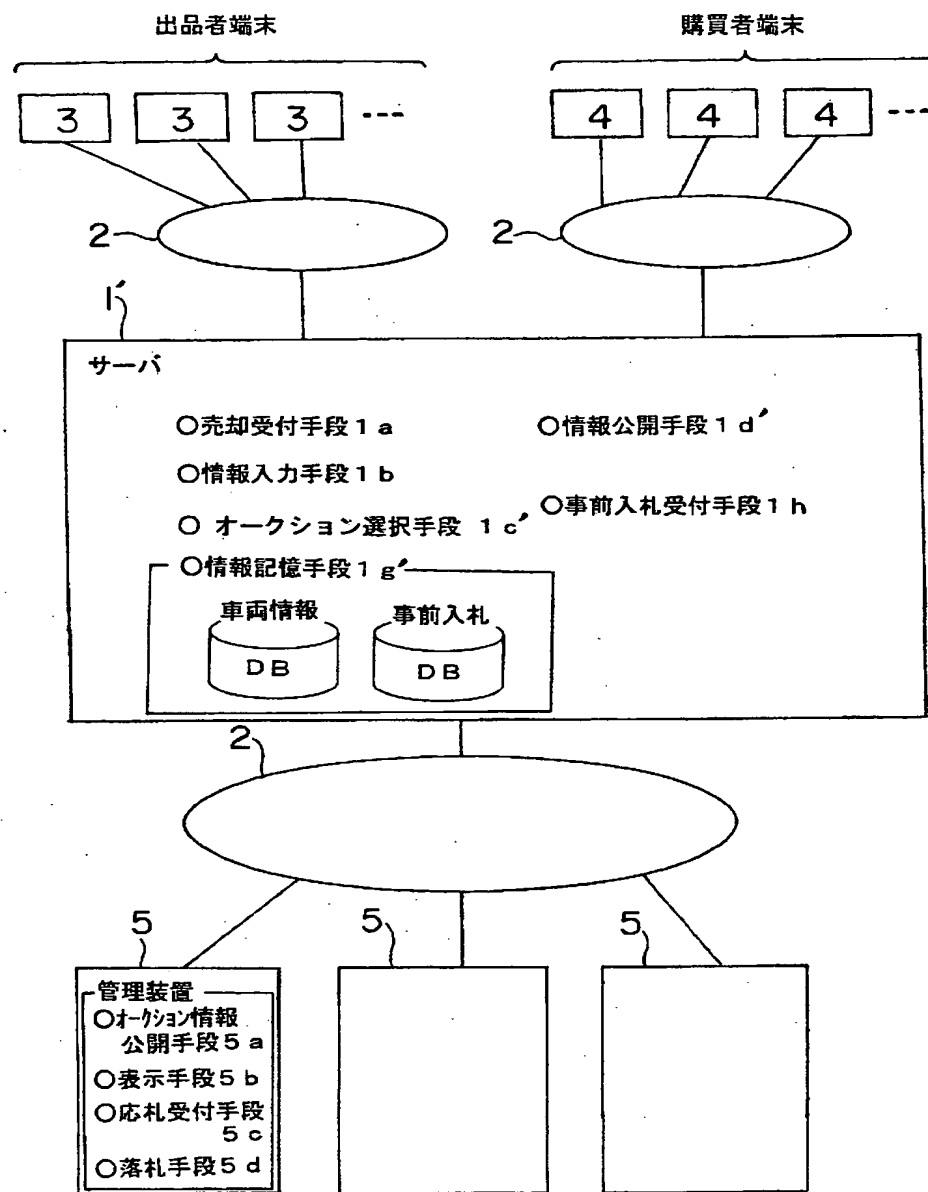 出品者端末 購買者端末
3 3 3 --- 4 4 4 ---
2 2
1′
サーバ
○売却受付手段1a ○情報公開手段1d′
○情報入力手段1b
○事前入札受付手段1h
○ オークション選択手段 1c′
○情報記憶手段1g′
車両情報 事前入札
DB DB
2
5 5 5
管理装置
○オークション情報
公開手段5a
○表示手段5b
○応札受付手段
5c
○落札手段5d